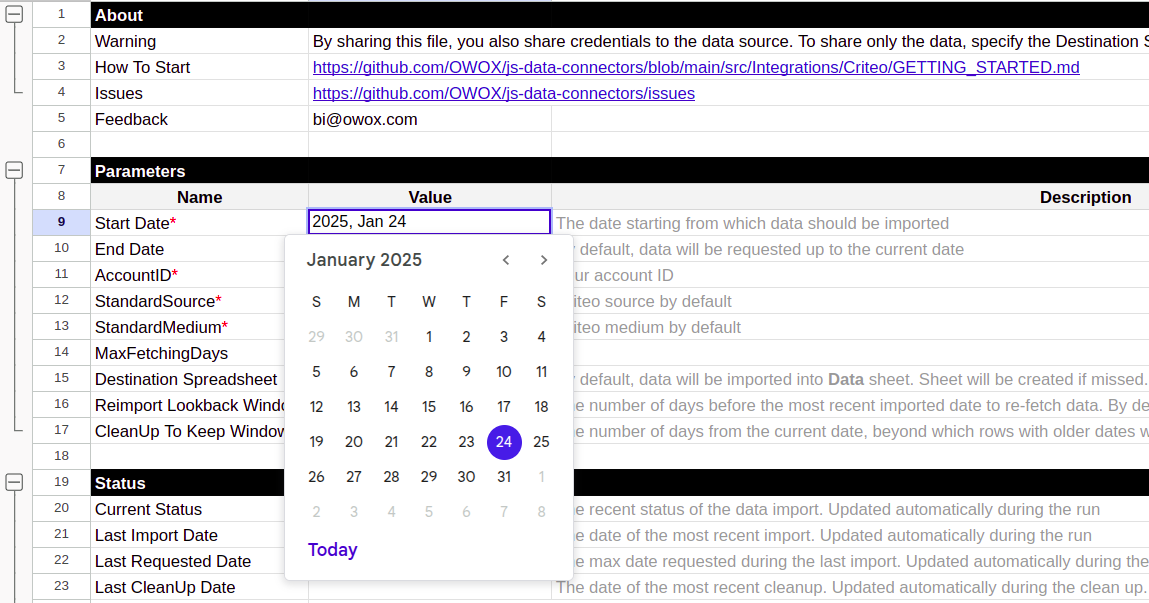 1 About
2 Warning By sharing this file, you also share credentials to the data source. To share only the data, specify the Destination
3 How To Start https://github.com/OWOX/js-data-connectors/blob/main/src/Integrations/Criteo/GETTING_STARTED.md
4 Issues https://github.com/OWOX/js-data-connectors/issues
5 Feedback bi@owox.com
6
7 Parameters
8 Name Value Description
9 Start Date* 2025, Jan 24 The date starting from which data should be imported
10 End Date default, data will be requested up to the current date
11 AccountID* ur account ID
12 StandardSource* iteo source by default
13 StandardMedium* iteo medium by default
14 MaxFetchingDays
15 Destination Spreadsheet default, data will be imported into Data sheet. Sheet will be created if missed.
16 Reimport Lookback Windo e number of days before the most recent imported date to re-fetch data. By de
17 CleanUp To Keep Window e number of days from the current date, beyond which rows with older dates w
18
19 Status
20 Current Status e recent status of the data import. Updated automatically during the run
21 Last Import Date e date of the most recent import. Updated automatically during the run
22 Last Requested Date e max date requested during the last import. Updated automatically during the
23 Last CleanUp Date The date of the most recent cleanup. Updated automatically during the clean up.
January 2025
S M T W T F S
29 30 31 1 2 3 4
5 6 7 8 9 10 11
12 13 14 15 16 17 18
19 20 21 22 23 24 25
26 27 28 29 30 31 1
2 3 4 5 6 7 8
Today